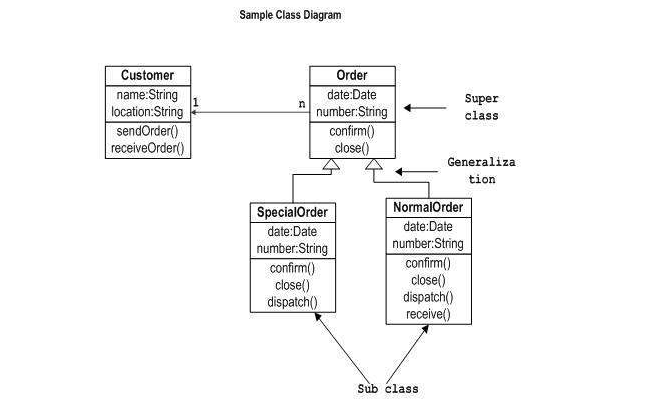 Sample Class Diagram
Customer
name:String
location:String
sendOrder()
receiveOrder()
1
n
Order
date:Date
number:String
confirm()
close()
Super
class
Generaliza
tion
SpecialOrder
date:Date
number:String
confirm()
close()
dispatch()
NormalOrder
date:Date
number:String
confirm()
close()
dispatch()
receive()
Sub class